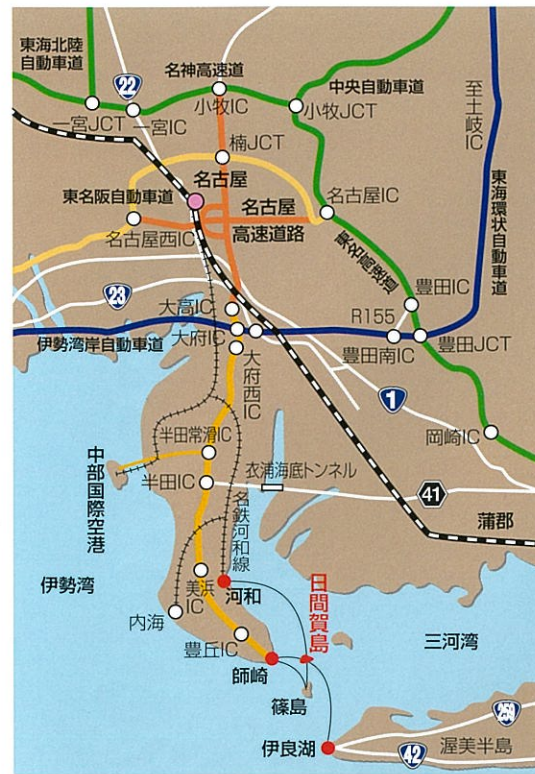 東海北陸
自動車道
22
名神高速道
小牧IC
中央自動車道
小牧JCT
一宮JCT
一宮IC
至土岐IC
楠JCT
東名阪自動車道
名古屋
名古屋
高速道路
名古屋西IC
名古屋IC
東名高速道
東海環状自動車道
23
大高IC
大府IC
伊勢湾岸自動車道
大府西IC
豊田IC
R155
豊田南IC
豊田JCT
1
岡崎IC
半田常滑IC
中部国際空港
半田IC
衣浦海底トンネル
41
蒲郡
名鉄河和線
伊勢湾
美浜
IC
河和
内海
日間賀島
豊丘IC
三河湾
師崎
篠島
伊良湖
259
42
渥美半島